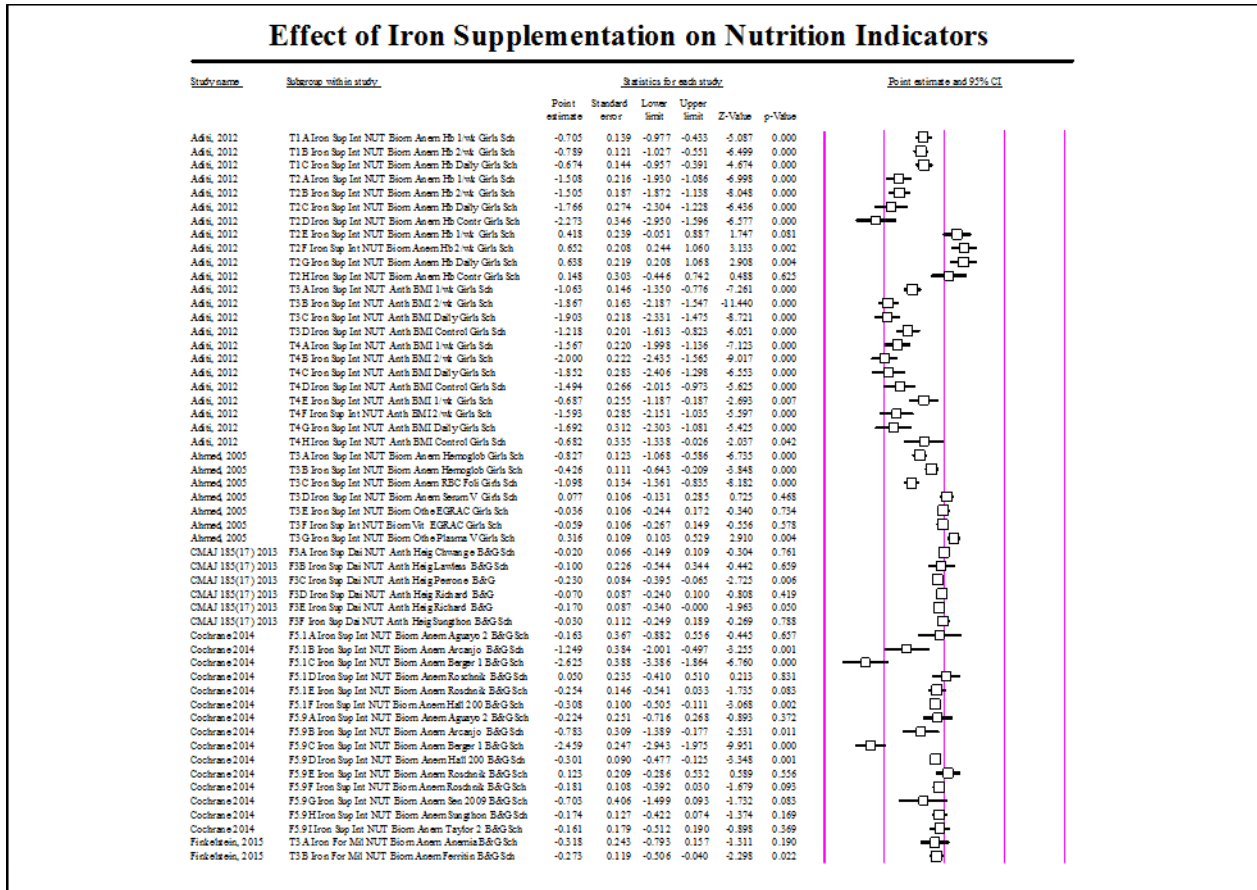 Effect of Iron Supplementation on Nutrition Indicators
Study name Subgroup within study Statistics for each study Point estimate and 95% CI
Point Standard Lower Upper
estimate error limit limit Z-Value p-Value
Aditi, 2012 T1A Iron Sup Int NUT Biom Anem Hb 1/wk Girls Sch -0.705 0.139 -0.977 -0.433 -5.087 0.000
Aditi, 2012 T1B Iron Sup Int NUT Biom Anem Hb 2/wk Girls Sch -0.789 0.121 -1.027 -0.551 -6.499 0.000
Aditi, 2012 T1C Iron Sup Int NUT Biom Anem Hb Daily Girls Sch -0.674 0.144 -0.957 -0.391 -4.674 0.000
Aditi, 2012 T2A Iron Sup Int NUT Biom Anem Hb 1/wk Girls Sch -1.508 0.216 -1.930 -1.086 -6.998 0.000
Aditi, 2012 T2B Iron Sup Int NUT Biom Anem Hb 2/wk Girls Sch -1.505 0.187 -1.872 -1.138 -8.048 0.000
Aditi, 2012 T2C Iron Sup Int NUT Biom Anem Hb Daily Girls Sch -1.766 0.274 -2.304 -1.228 -6.436 0.000
Aditi, 2012 T2D Iron Sup Int NUT Biom Anem Hb Contr Girls Sch -2.273 0.346 -2.950 -1.596 -6.577 0.000
Aditi, 2012 T2E Iron Sup Int NUT Biom Anem Hb 1/wk Girls Sch 0.418 0.239 -0.051 0.887 1.747 0.081
Aditi, 2012 T2F Iron Sup Int NUT Biom Anem Hb 2/wk Girls Sch 0.652 0.208 0.244 1.060 3.133 0.002
Aditi, 2012 T2G Iron Sup Int NUT Biom Anem Hb Daily Girls Sch 0.638 0.219 0.208 1.068 2.908 0.004
Aditi, 2012 T2H Iron Sup Int NUT Biom Anem Hb Contr Girls Sch 0.148 0.303 -0.446 0.742 0.488 0.625
Aditi, 2012 T3A Iron Sup Int NUT Anth BMI 1/wk Girls Sch -1.063 0.146 -1.350 -0.776 -7.261 0.000
Aditi, 2012 T3B Iron Sup Int NUT Anth BMI 2/wk Girls Sch -1.867 0.163 -2.187 -1.547 -11.440 0.000
Aditi, 2012 T3C Iron Sup Int NUT Anth BMI Daily Girls Sch -1.903 0.218 -2.331 -1.475 -8.721 0.000
Aditi, 2012 T3D Iron Sup Int NUT Anth BMI Control Girls Sch -1.218 0.201 -1.613 -0.823 -6.051 0.000
Aditi, 2012 T4A Iron Sup Int NUT Anth BMI 1/wk Girls Sch -1.567 0.220 -1.998 -1.136 -7.123 0.000
Aditi, 2012 T4B Iron Sup Int NUT Anth BMI 2/wk Girls Sch -2.000 0.222 -2.435 -1.565 -9.017 0.000
Aditi, 2012 T4C Iron Sup Int NUT Anth BMI Daily Girls Sch -1.852 0.283 -2.406 -1.298 -6.553 0.000
Aditi, 2012 T4D Iron Sup Int NUT Anth BMI Control Girls Sch -1.494 0.266 -2.015 -0.973 -5.625 0.000
Aditi, 2012 T4E Iron Sup Int NUT Anth BMI 1/wk Girls Sch -0.687 0.255 -1.187 -0.187 -2.693 0.007
Aditi, 2012 T4F Iron Sup Int NUT Anth BMI 2/wk Girls Sch -1.593 0.285 -2.151 -1.035 -5.597 0.000
Aditi, 2012 T4G Iron Sup Int NUT Anth BMI Daily Girls Sch -1.692 0.312 -2.303 -1.081 -5.425 0.000
Aditi, 2012 T4H Iron Sup Int NUT Anth BMI Control Girls Sch -0.682 0.335 -1.338 -0.026 -2.037 0.042
Ahmed, 2005 T3A Iron Sup Int NUT Biom Anem Hemoglob Girls Sch -0.827 0.123 -1.068 -0.586 -6.735 0.000
Ahmed, 2005 T3B Iron Sup Int NUT Biom Anem Hemoglob Girls Sch -0.426 0.111 -0.643 -0.209 -3.848 0.000
Ahmed, 2005 T3C Iron Sup Int NUT Biom Anem RBC Foli Girls Sch -1.098 0.134 -1.361 -0.835 -8.182 0.000
Ahmed, 2005 T3D Iron Sup Int NUT Biom Anem Serum V Girls Sch 0.077 0.106 -0.131 0.285 0.725 0.468
Ahmed, 2005 T3E Iron Sup Int NUT Biom Othe EGRAC Girls Sch -0.036 0.106 -0.244 0.172 -0.340 0.734
Ahmed, 2005 T3F Iron Sup Int NUT Biom Vit EGRAC Girls Sch -0.059 0.106 -0.267 0.149 -0.556 0.578
Ahmed, 2005 T3G Iron Sup Int NUT Biom Othe Plasma V Girls Sch 0.316 0.109 0.103 0.529 2.910 0.004
CMAJ 185(17) 2013 F3A Iron Sup Dai NUT Anth Heig Chwange B&G Sch -0.020 0.066 -0.149 0.109 -0.304 0.761
CMAJ 185(17) 2013 F3B Iron Sup Dai NUT Anth Heig Lawless B&G Sch -0.100 0.226 -0.544 0.344 -0.442 0.659
CMAJ 185(17) 2013 F3C Iron Sup Dai NUT Anth Heig Perrone B&G -0.230 0.084 -0.395 -0.065 -2.725 0.006
CMAJ 185(17) 2013 F3D Iron Sup Dai NUT Anth Heig Richard B&G -0.070 0.087 -0.240 0.100 -0.808 0.419
CMAJ 185(17) 2013 F3E Iron Sup Dai NUT Anth Heig Richard B&G -0.170 0.087 -0.340 -0.000 -1.963 0.050
CMAJ 185(17) 2013 F3F Iron Sup Dai NUT Anth Heig Sungthon B&G Sch -0.030 0.112 -0.249 0.189 -0.269 0.788
Cochrane 2014 F5.1A Iron Sup Int NUT Biom Anem Aguayo 2 B&G Sch -0.163 0.367 -0.882 0.556 -0.445 0.657
Cochrane 2014 F5.1B Iron Sup Int NUT Biom Anem Arcanjo B&G Sch -1.249 0.384 -2.001 -0.497 -3.255 0.001
Cochrane 2014 F5.1C Iron Sup Int NUT Biom Anem Berger 1 B&G Sch -2.625 0.388 -3.386 -1.864 -6.760 0.000
Cochrane 2014 F5.1D Iron Sup Int NUT Biom Anem Roschnik B&G Sch 0.050 0.235 -0.410 0.510 0.213 0.831
Cochrane 2014 F5.1E Iron Sup Int NUT Biom Anem Roschnik B&G Sch -0.254 0.146 -0.541 0.033 -1.735 0.083
Cochrane 2014 F5.1F Iron Sup Int NUT Biom Anem Hall 200 B&G Sch -0.308 0.100 -0.505 -0.111 -3.068 0.002
Cochrane 2014 F5.9A Iron Sup Int NUT Biom Anem Aguayo 2 B&G Sch -0.224 0.251 -0.716 0.268 -0.893 0.372
Cochrane 2014 F5.9B Iron Sup Int NUT Biom Anem Arcanjo B&G Sch -0.783 0.309 -1.389 -0.177 -2.531 0.011
Cochrane 2014 F5.9C Iron Sup Int NUT Biom Anem Berger 1 B&G Sch -2.459 0.247 -2.943 -1.975 -9.951 0.000
Cochrane 2014 F5.9D Iron Sup Int NUT Biom Anem Hall 200 B&G Sch -0.301 0.090 -0.477 -0.125 -3.348 0.001
Cochrane 2014 F5.9E Iron Sup Int NUT Biom Anem Roschnik B&G Sch 0.123 0.209 -0.286 0.532 0.589 0.556
Cochrane 2014 F5.9F Iron Sup Int NUT Biom Anem Roschnik B&G Sch -0.181 0.108 -0.392 0.030 -1.679 0.093
Cochrane 2014 F5.9G Iron Sup Int NUT Biom Anem Sen 2009 B&G Sch -0.703 0.406 -1.499 0.093 -1.732 0.083
Cochrane 2014 F5.9H Iron Sup Int NUT Biom Anem Sungthon B&G Sch -0.174 0.127 -0.422 0.074 -1.374 0.169
Cochrane 2014 F5.9I Iron Sup Int NUT Biom Anem Taylor 2 B&G Sch -0.161 0.179 -0.512 0.190 -0.898 0.369
Finkelstein, 2015 T3A Iron For Mil NUT Biom Anem Anemia B&G Sch -0.318 0.243 -0.793 0.157 -1.311 0.190
Finkelstein, 2015 T3B Iron For Mil NUT Biom Anem Ferritin B&G Sch -0.273 0.119 -0.506 -0.040 -2.298 0.022